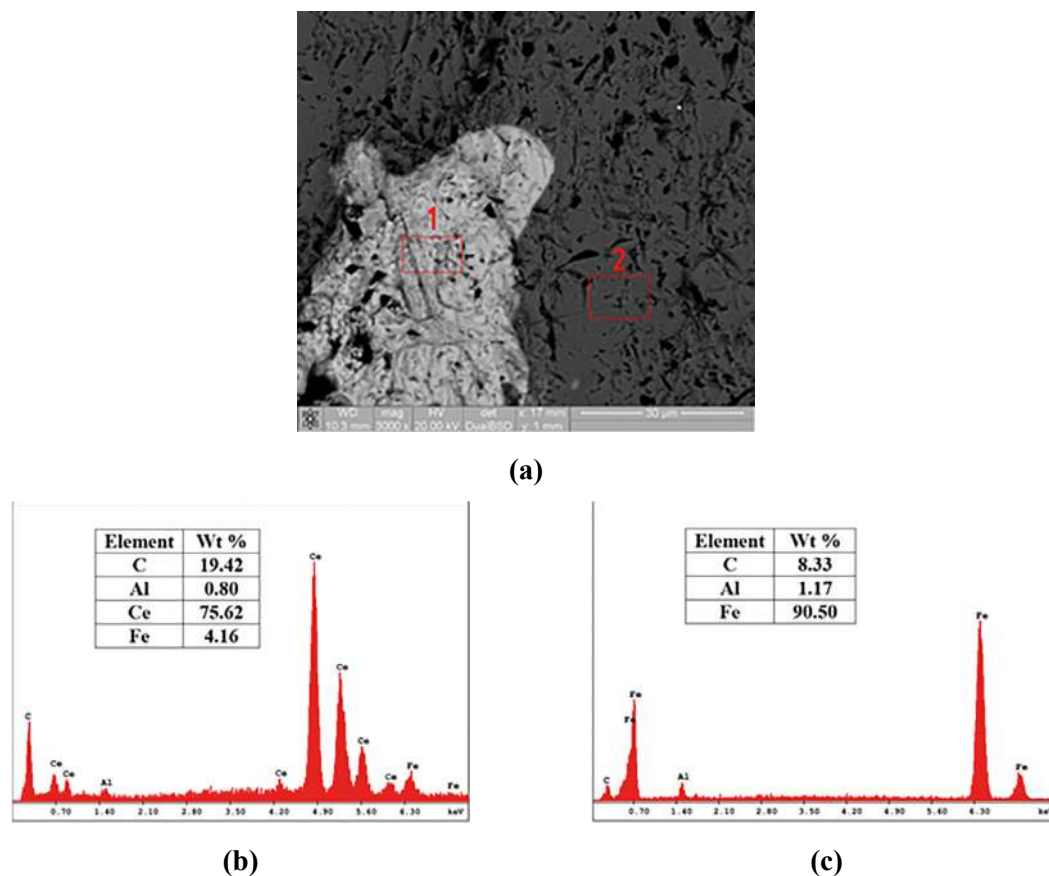 1
2
WD mag HV det x: 17 mm 30 µm
10.3 mm 3000 x 20.00 kV DualBSD y: 1 mm
(a)
Element Wt %
C 19.42
Al 0.80
Ce 75.62
Fe 4.16
Ce
Ce
C
Ce
Ce
Ce
Al
Ce
Ce
Fe
Fe
0.70 1.40 2.10 2.80 3.50 4.20 4.90 5.60 6.30 keV
(b)
Element Wt %
C 8.33
Al 1.17
Fe 90.50
Fe
Fe
Fe
C
Al
Fe
0.70 1.40 2.10 2.80 3.50 4.20 4.90 5.60 6.30
(c)